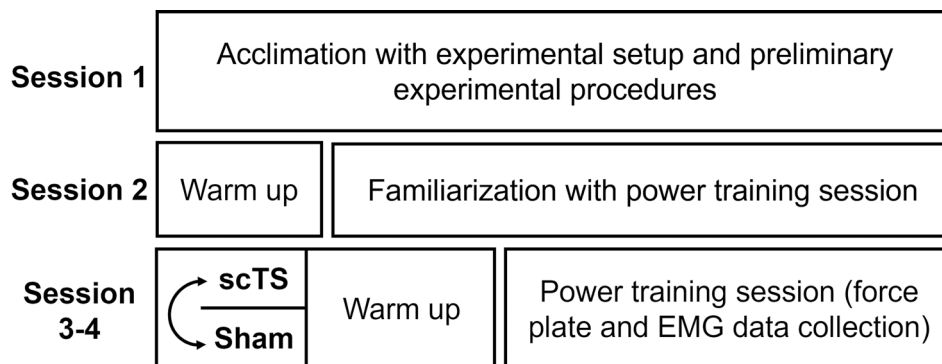 Session 1
Acclimation with experimental setup and preliminary
experimental procedures
Session 2
Warm up
Familiarization with power training session
Session
3-4
scTS
Sham
Warm up
Power training session (force
plate and EMG data collection)